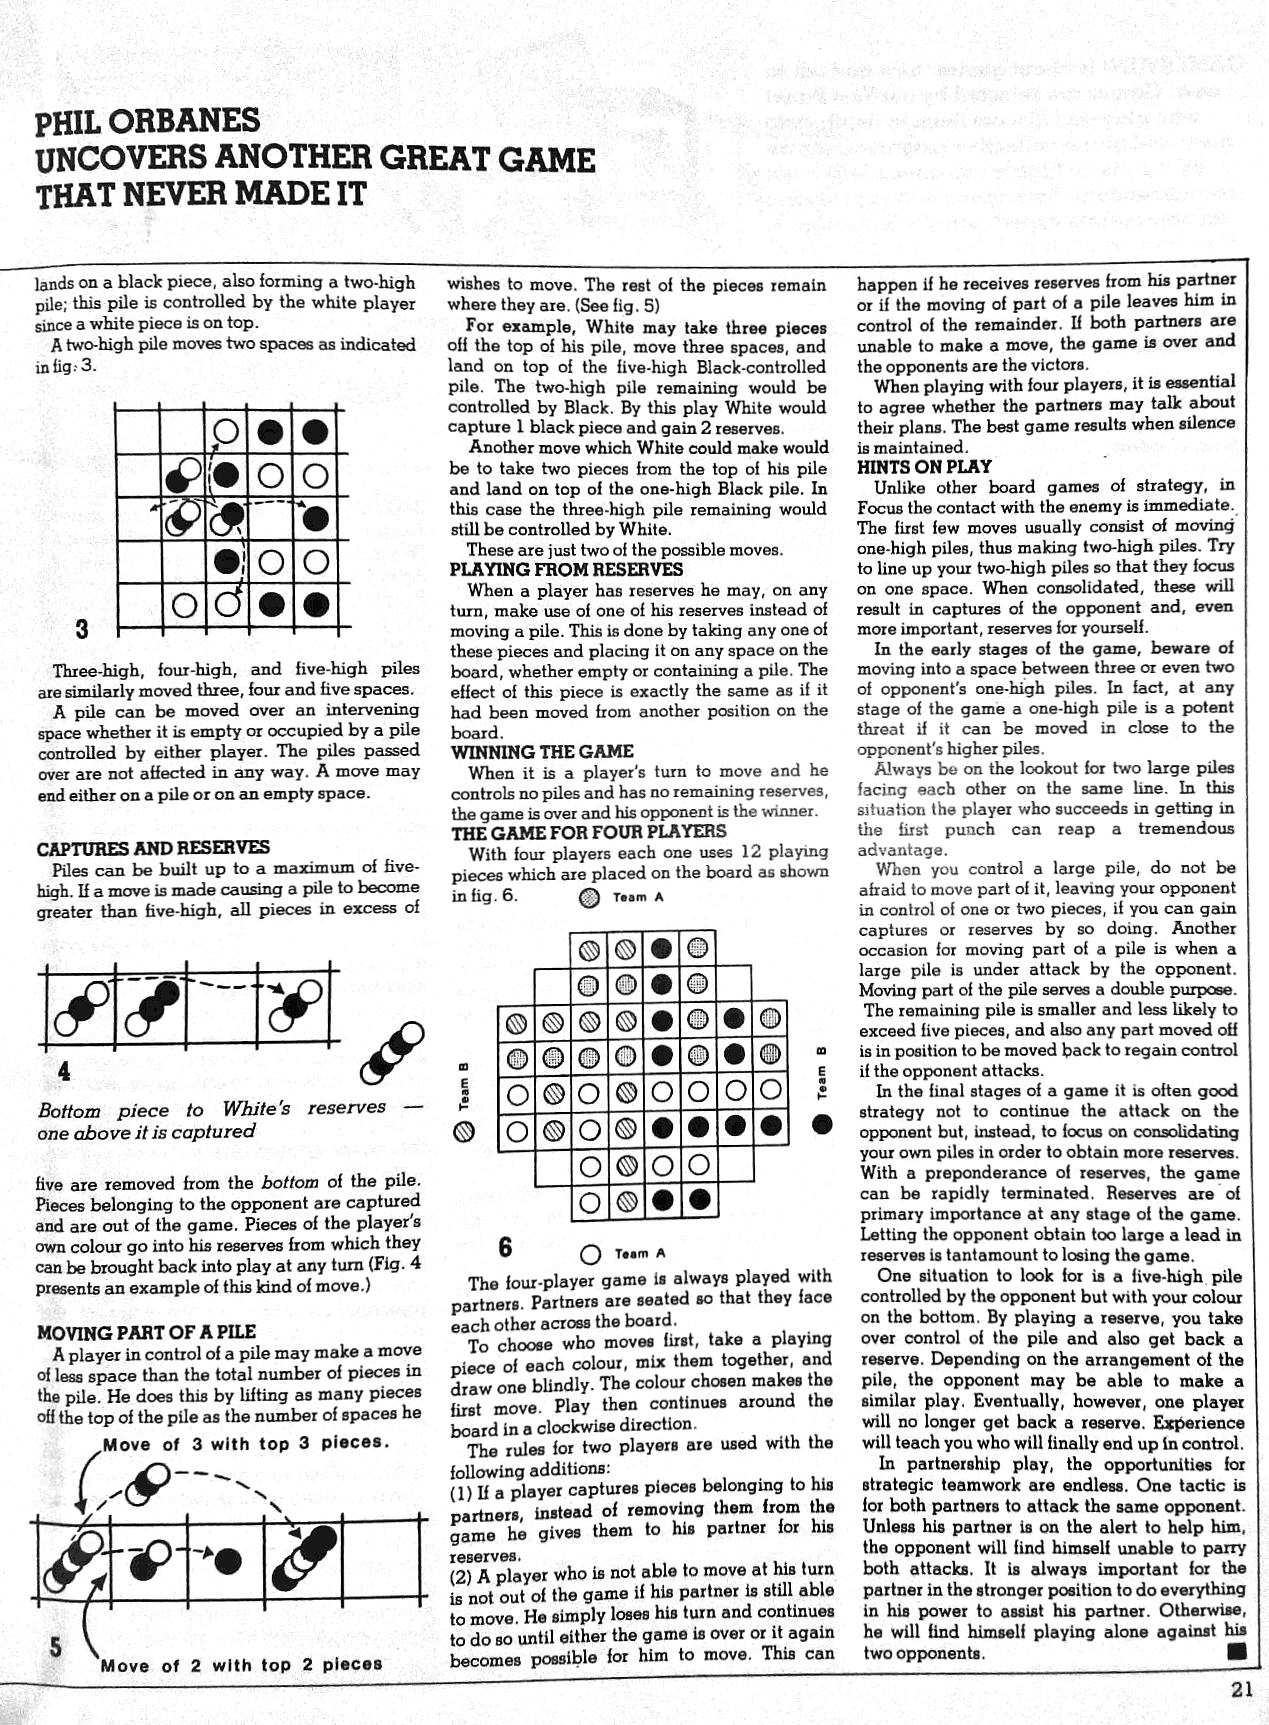 PHIL ORBANES
UNCOVERS ANOTHER GREAT GAME
THAT NEVER MADE IT
lands on a black piece, also forming a two-high
pile; this pile is controlled by the white player
since a white piece is on top.
A two-high pile moves two spaces as indicated
in fig. 3.
3
Three-high, four-high, and five-high piles
are similarly moved three, four and five spaces.
A pile can be moved over an intervening
space whether it is empty or occupied by a pile
controlled by either player. The piles passed
over are not affected in any way. A move may
end either on a pile or on an empty space.
CAPTURES AND RESERVES
Piles can be built up to a maximum of five-
high. If a move is made causing a pile to become
greater than five-high, all pieces in excess of
4
Bottom piece to White's reserves —
one above it is captured
five are removed from the bottom of the pile.
Pieces belonging to the opponent are captured
and are out of the game. Pieces of the player's
own colour go into his reserves from which they
can be brought back into play at any turn (Fig. 4
presents an example of this kind of move.)
MOVING PART OF A PILE
A player in control of a pile may make a move
of less space than the total number of pieces in
the pile. He does this by lifting as many pieces
off the top of the pile as the number of spaces he
Move of 3 with top 3 pieces.
5
Move of 2 with top 2 pieces
wishes to move. The rest of the pieces remain
where they are. (See fig. 5)
For example, White may take three pieces
off the top of his pile, move three spaces, and
land on top of the five-high Black-controlled
pile. The two-high pile remaining would be
controlled by Black. By this play White would
capture 1 black piece and gain 2 reserves.
Another move which White could make would
be to take two pieces from the top of his pile
and land on top of the one-high Black pile. In
this case the three-high pile remaining would
still be controlled by White.
These are just two of the possible moves.
PLAYING FROM RESERVES
When a player has reserves he may, on any
turn, make use of one of his reserves instead of
moving a pile. This is done by taking any one of
these pieces and placing it on any space on the
board, whether empty or containing a pile. The
effect of this piece is exactly the same as if it
had been moved from another position on the
board.
WINNING THE GAME
When it is a player's turn to move and he
controls no piles and has no remaining reserves,
the game is over and his opponent is the winner.
THE GAME FOR FOUR PLAYERS
With four players each one uses 12 playing
pieces which are placed on the board as shown
in fig. 6.
Team A
Team B
Team B
6
Team A
The four-player game is always played with
partners. Partners are seated so that they face
each other across the board.
To choose who moves first, take a playing
piece of each colour, mix them together, and
draw one blindly. The colour chosen makes the
first move. Play then continues around the
board in a clockwise direction.
The rules for two players are used with the
following additions:
(1) If a player captures pieces belonging to his
partners, instead of removing them from the
game he gives them to his partner for his
reserves.
(2) A player who is not able to move at his turn
is not out of the game if his partner is still able
to move. He simply loses his turn and continues
to do so until either the game is over or it again
becomes possible for him to move. This can
happen if he receives reserves from his partner
or if the moving of part of a pile leaves him in
control of the remainder. If both partners are
unable to make a move, the game is over and
the opponents are the victors.
When playing with four players, it is essential
to agree whether the partners may talk about
their plans. The best game results when silence
is maintained.
HINTS ON PLAY
Unlike other board games of strategy, in
Focus the contact with the enemy is immediate.
The first few moves usually consist of moving
one-high piles, thus making two-high piles. Try
to line up your two-high piles so that they focus
on one space. When consolidated, these will
result in captures of the opponent and, even
more important, reserves for yourself.
In the early stages of the game, beware of
moving into a space between three or even two
of opponent's one-high piles. In fact, at any
stage of the game a one-high pile is a potent
threat if it can be moved in close to the
opponent's higher piles.
Always be on the lookout for two large piles
facing each other on the same line. In this
situation the player who succeeds in getting in
the first punch can reap a tremendous
advantage.
When you control a large pile, do not be
afraid to move part of it, leaving your opponent
in control of one or two pieces, if you can gain
captures or reserves by so doing. Another
occasion for moving part of a pile is when a
large pile is under attack by the opponent.
Moving part of the pile serves a double purpose.
The remaining pile is smaller and less likely to
exceed five pieces, and also any part moved off
is in position to be moved back to regain control
if the opponent attacks.
In the final stages of a game it is often good
strategy not to continue the attack on the
opponent but, instead, to focus on consolidating
your own piles in order to obtain more reserves.
With a preponderance of reserves, the game
can be rapidly terminated. Reserves are of
primary importance at any stage of the game.
Letting the opponent obtain too large a lead in
reserves is tantamount to losing the game.
One situation to look for is a five-high pile
controlled by the opponent but with your colour
on the bottom. By playing a reserve, you take
over control of the pile and also get back a
reserve. Depending on the arrangement of the
pile, the opponent may be able to make a
similar play. Eventually, however, one player
will no longer get back a reserve. Experience
will teach you who will finally end up in control.
In partnership play, the opportunities for
strategic teamwork are endless. One tactic is
for both partners to attack the same opponent.
Unless his partner is on the alert to help him,
the opponent will find himself unable to parry
both attacks. It is always important for the
partner in the stronger position to do everything
in his power to assist his partner. Otherwise,
he will find himself playing alone against his
two opponents.
21